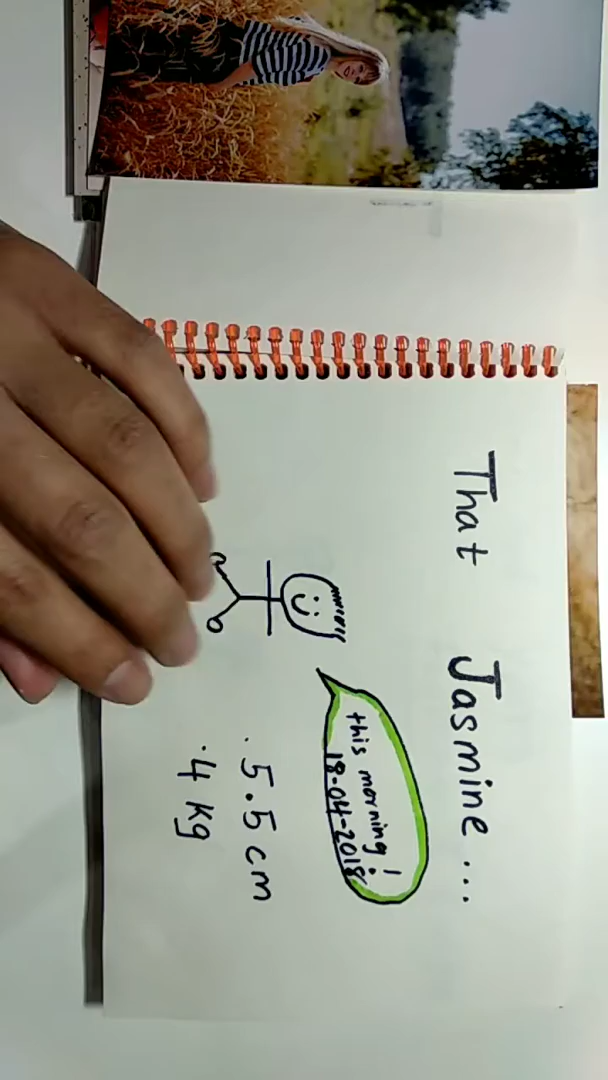 That Jasmine...
this morning!
18-04-2018
.5.5 cm
.4 kg